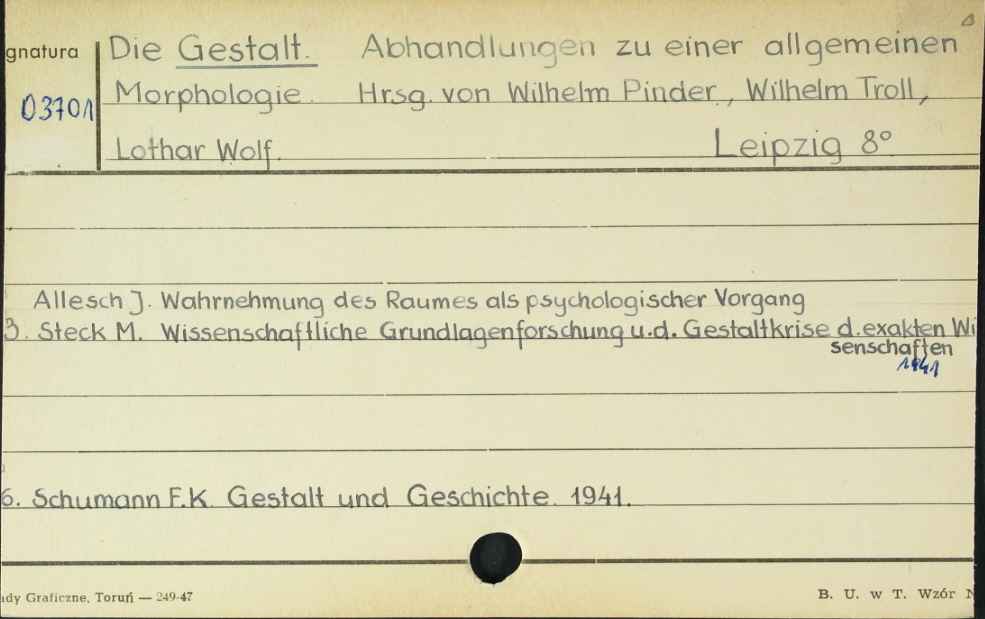 gnatura
Die Gestalt. Abhandlungen zu einer allgemeinen
03701
Morphologie. Hrsg. von Wilhelm Pinder, Wilhelm Troll,
Lothar Wolf. Leipzig 8°
Allesch J. Wahrnehmung des Raumes als psychologischer Vorgang
3. Steck M. Wissenschaftliche Grundlagenforschung u.d. Gestaltkrise d. exakten Wi
senschaften
1941
6. Schumann F.K. Gestalt und Geschichte. 1941.
ady Graficzne, Toruń — 249-47
B. U. w T. Wzór N